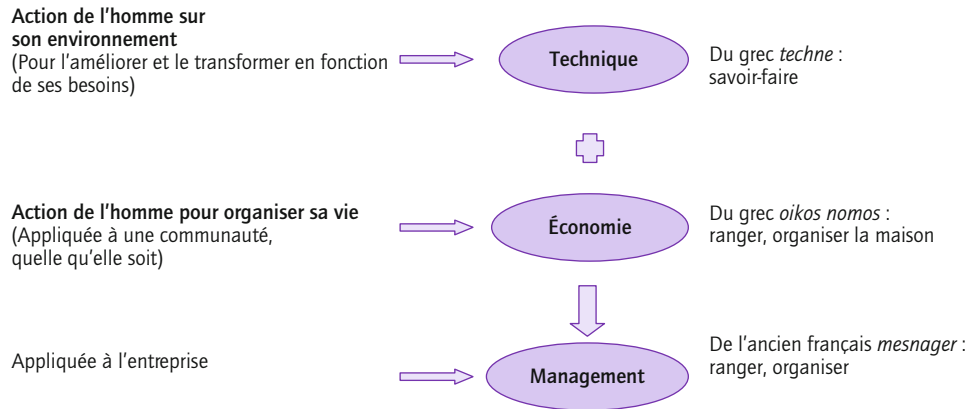 Action de l'homme sur
son environnement
(Pour l'améliorer et le transformer en fonction
de ses besoins)
Technique
Du grec techne :
savoir-faire
Action de l'homme pour organiser sa vie
(Appliquée à une communauté,
quelle qu'elle soit)
Économie
Du grec oikos nomos :
ranger, organiser la maison
Appliquée à l'entreprise
Management
De l'ancien français mesnager :
ranger, organiser